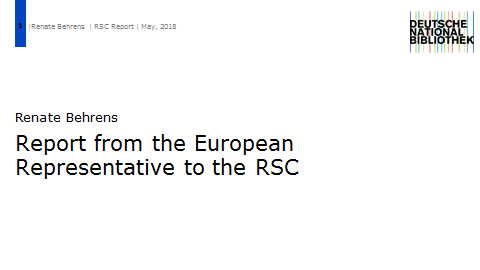 1 |Renate Behrens | RSC Report | May, 2018
DEUTSCHE
NATIONAL
BIBLIOTHEK
Renate Behrens
Report from the European
Representative to the RSC